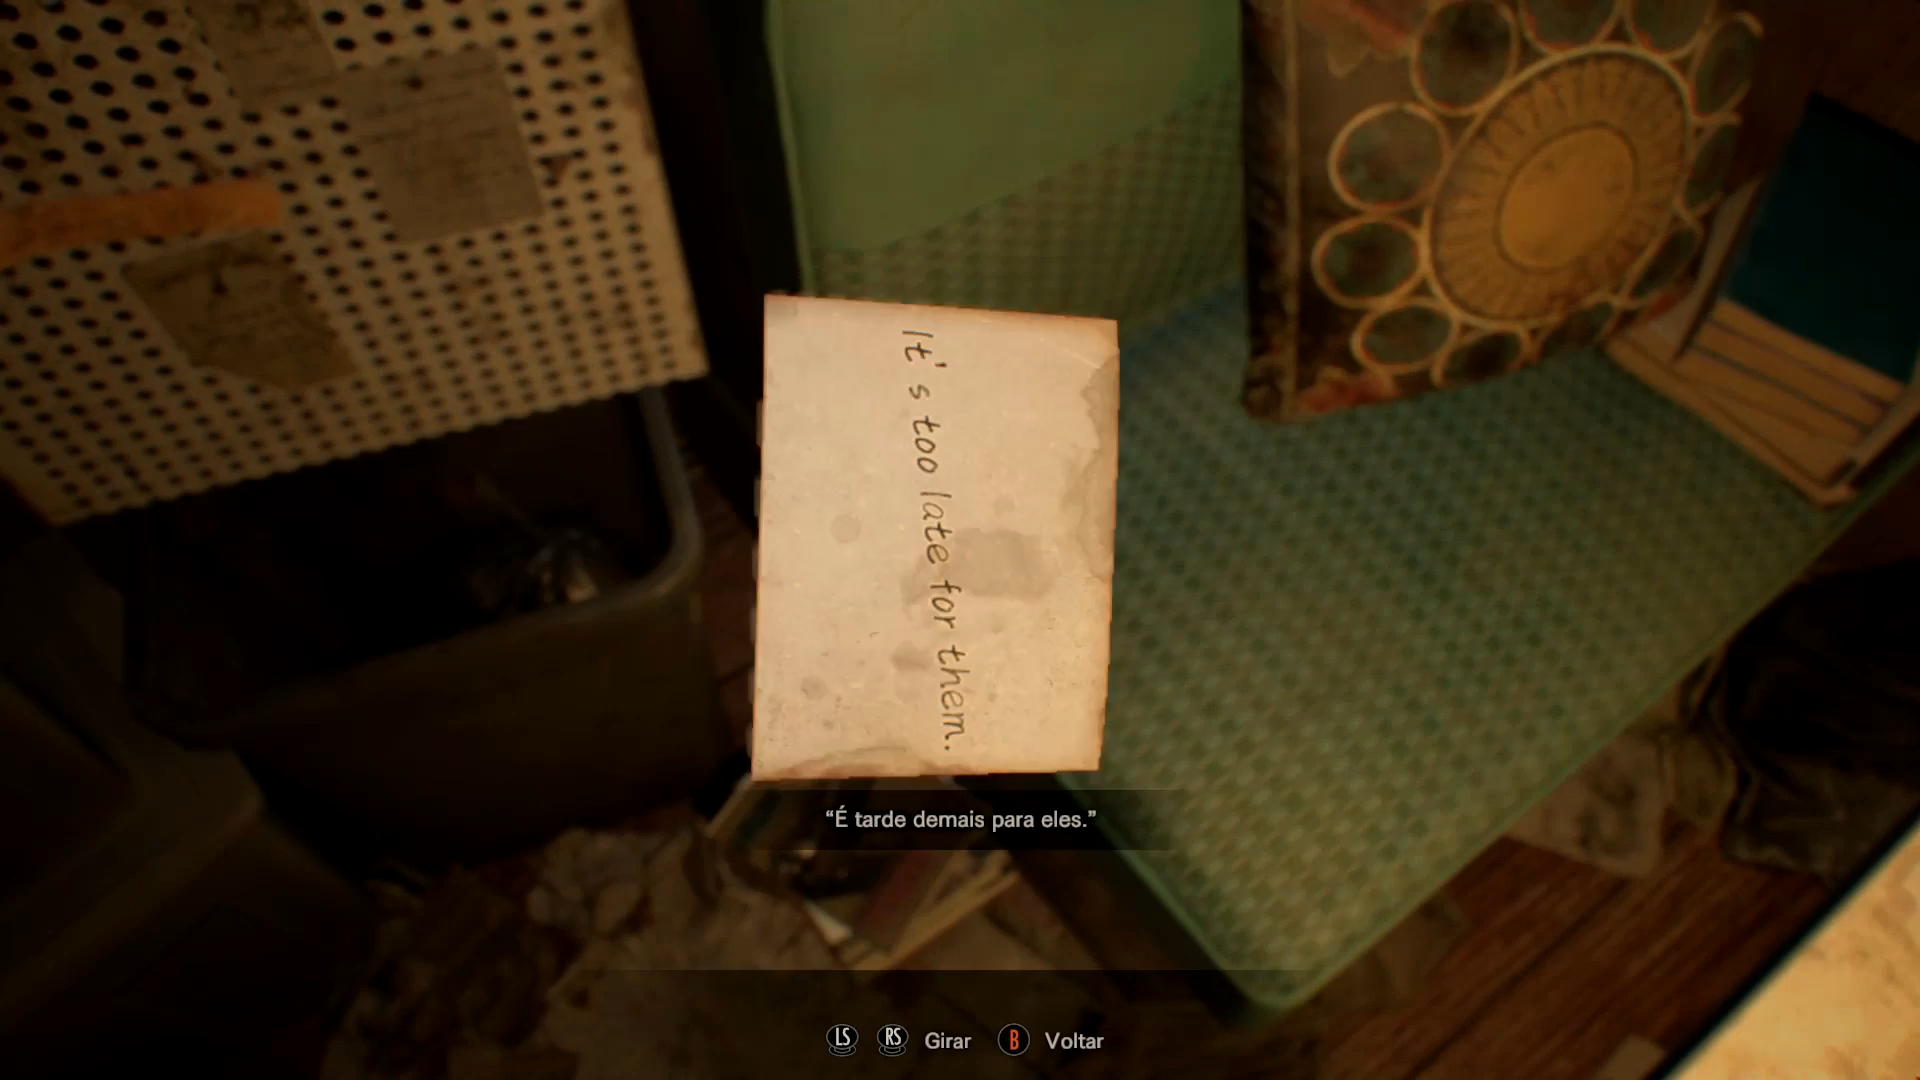 It's too late for them.
“É tarde demais para eles.”
LS RS Girar B Voltar